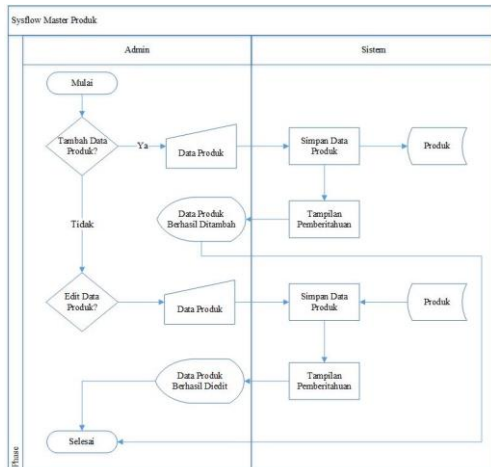 Sysflow Master Produk
Admin
Sistem
Mulai
Tambah Data
Produk?
Ya
Data Produk
Simpan Data
Produk
Produk
Data Produk
Berhasil Ditambah
Tampilan
Pemberitahuan
Tidak
Edit Data
Produk?
Data Produk
Simpan Data
Produk
Produk
Data Produk
Berhasil Diedit
Tampilan
Pemberitahuan
Selesai
Phase